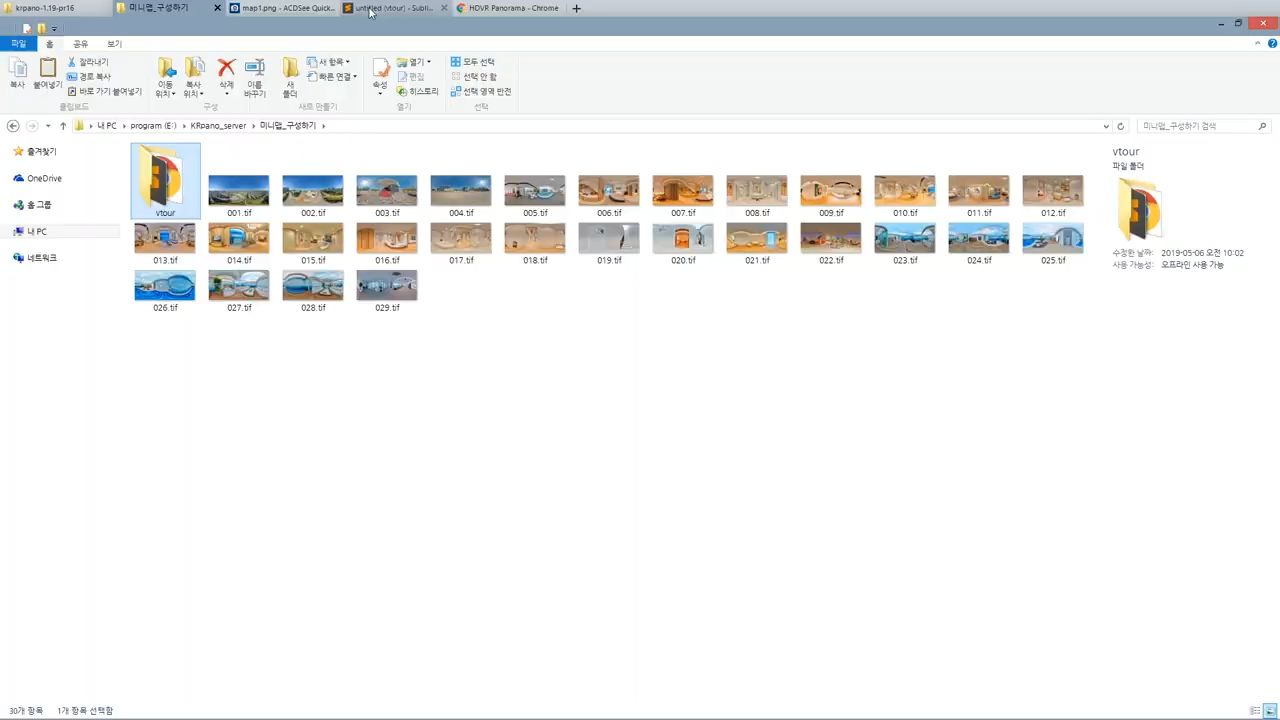 krpano-1.19-pr16
미니맵_구성하기
map1.png - ACDSee Quick...
untitled (vtour) - Subli...
HDVR Panorama - Chrome
파일
홈
공유
보기
복사
붙여넣기
잘라내기
경로 복사
바로 가기 붙여넣기
클립보드
이동 위치
복사 위치
삭제
이름 바꾸기
구성
새 폴더
새 항목
빠른 연결
새로 만들기
속성
열기
편집
히스토리
열기
모두 선택
선택 안 함
선택 영역 반전
선택
내 PC
program (E:)
KRpano_server
미니맵_구성하기
미니맵_구성하기 검색
즐겨찾기
OneDrive
홈 그룹
내 PC
네트워크
vtour
001.tif
002.tif
003.tif
004.tif
005.tif
006.tif
007.tif
008.tif
009.tif
010.tif
011.tif
012.tif
013.tif
014.tif
015.tif
016.tif
017.tif
018.tif
019.tif
020.tif
021.tif
022.tif
023.tif
024.tif
025.tif
026.tif
027.tif
028.tif
029.tif
vtour
파일 폴더
수정한 날짜: 2019-05-06 오전 10:02
사용 가능성: 오프라인 사용 가능
30개 항목
1개 항목 선택함